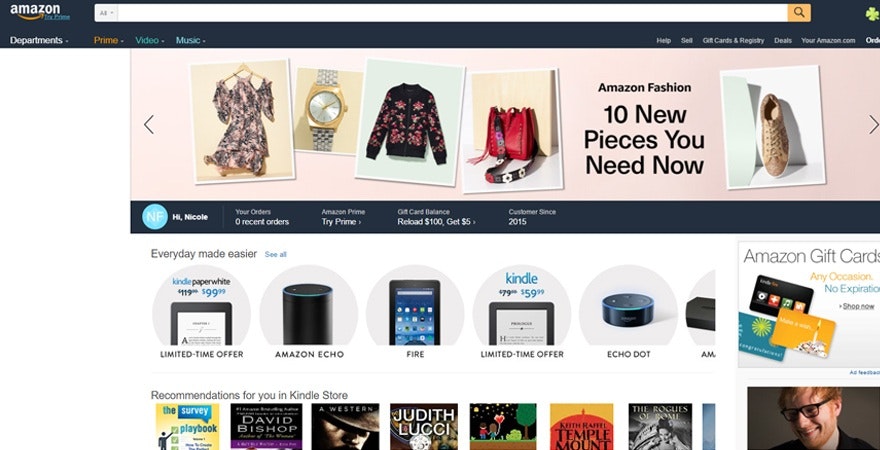 amazon
Try Prime
All
Departments
Prime
Video
Music
Help
Sell
Gift Cards & Registry
Deals
Your Amazon.com
Amazon Fashion
10 New
Pieces You
Need Now
NF
Hi, Nicole
Your Orders
0 recent orders
Amazon Prime
Try Prime ›
Gift Card Balance
Reload $100, Get $5 ›
Customer Since
2015
Everyday made easier
See all
kindle paperwhite
$119.99 $99.99
LIMITED-TIME OFFER
AMAZON ECHO
FIRE
kindle
$79.99 $59.99
LIMITED-TIME OFFER
ECHO DOT
Amazon Gift Cards
Any Occasion.
No Expiratio
› Shop now
congratulations!
Ad feedbac
Recommendations for you in Kindle Store
the survey
playbook
DAVID
BISHOP
A WESTERN
JUDITH
LUCCI
KEITH RAFFEL
TEMPLE
MOUNT
THE ROGUES
OF ROME